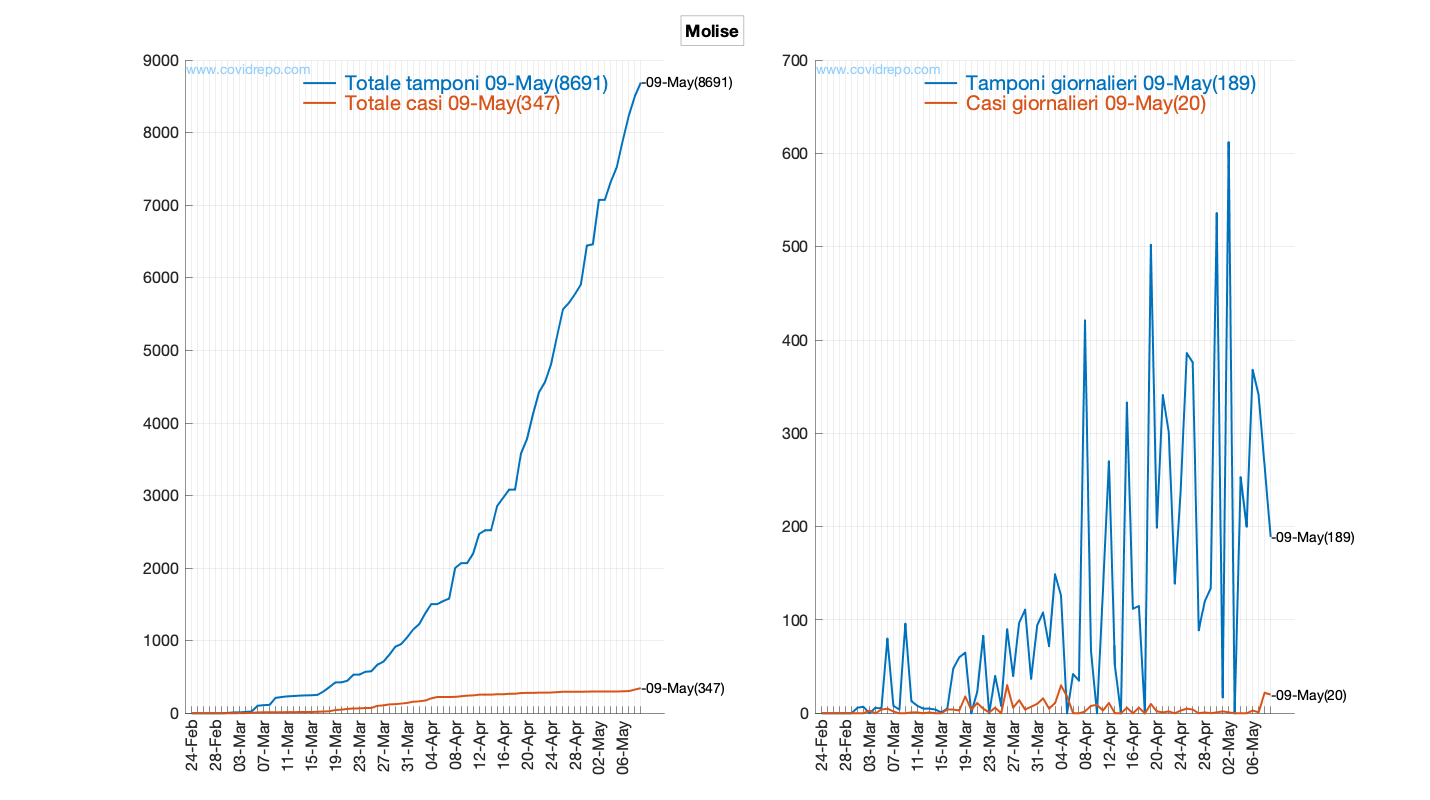 Molise
www.covidrepo.com
Totale tamponi 09-May(8691)
Totale casi 09-May(347)
-09-May(8691)
-09-May(347)
9000
8000
7000
6000
5000
4000
3000
2000
1000
0
24-Feb
28-Feb
03-Mar
07-Mar
11-Mar
15-Mar
19-Mar
23-Mar
27-Mar
31-Mar
04-Apr
08-Apr
12-Apr
16-Apr
20-Apr
24-Apr
28-Apr
02-May
06-May
www.covidrepo.com
Tamponi giornalieri 09-May(189)
Casi giornalieri 09-May(20)
-09-May(189)
-09-May(20)
700
600
500
400
300
200
100
0
24-Feb
28-Feb
03-Mar
07-Mar
11-Mar
15-Mar
19-Mar
23-Mar
27-Mar
31-Mar
04-Apr
08-Apr
12-Apr
16-Apr
20-Apr
24-Apr
28-Apr
02-May
06-May